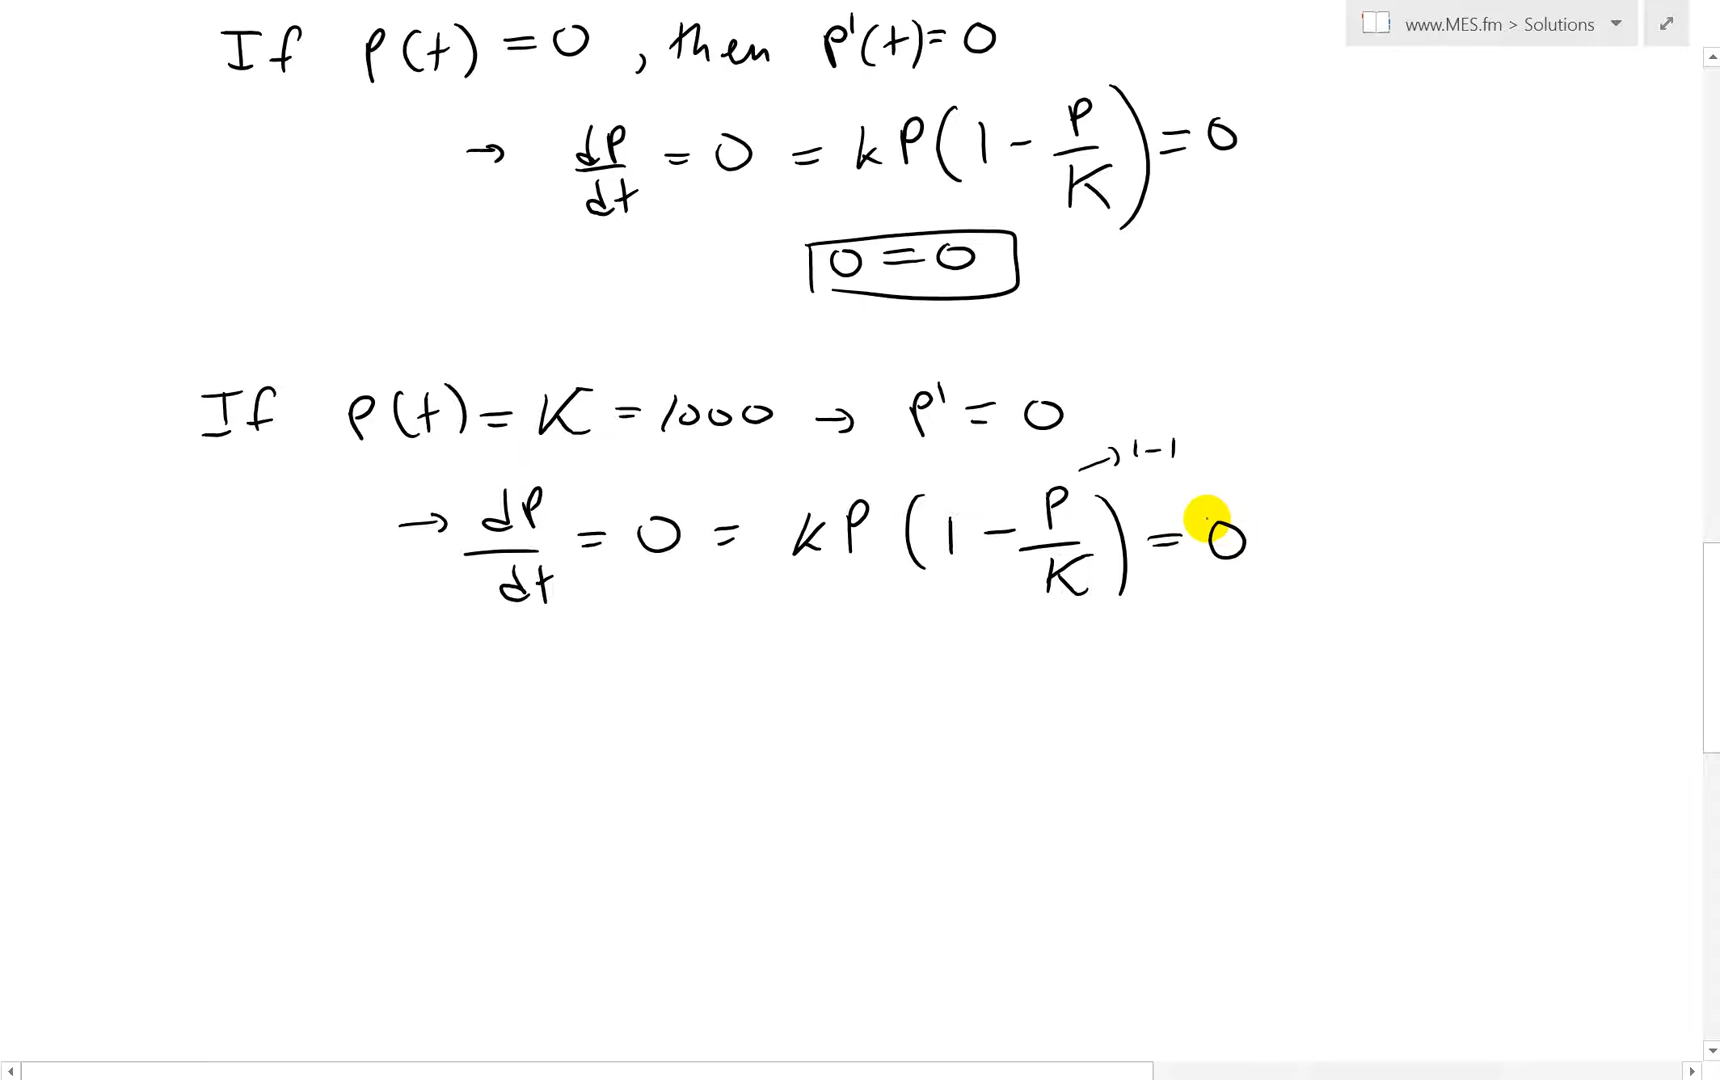 www.MES.fm > Solutions
If P(t) = 0 , then P'(t) = 0
→ dP/dt = 0 = kP(1 - P/K) = 0
0 = 0
If P(t) = K = 1000 → P' = 0
→ 1-1
→ dP/dt = 0 = kP(1 - P/K) = 0